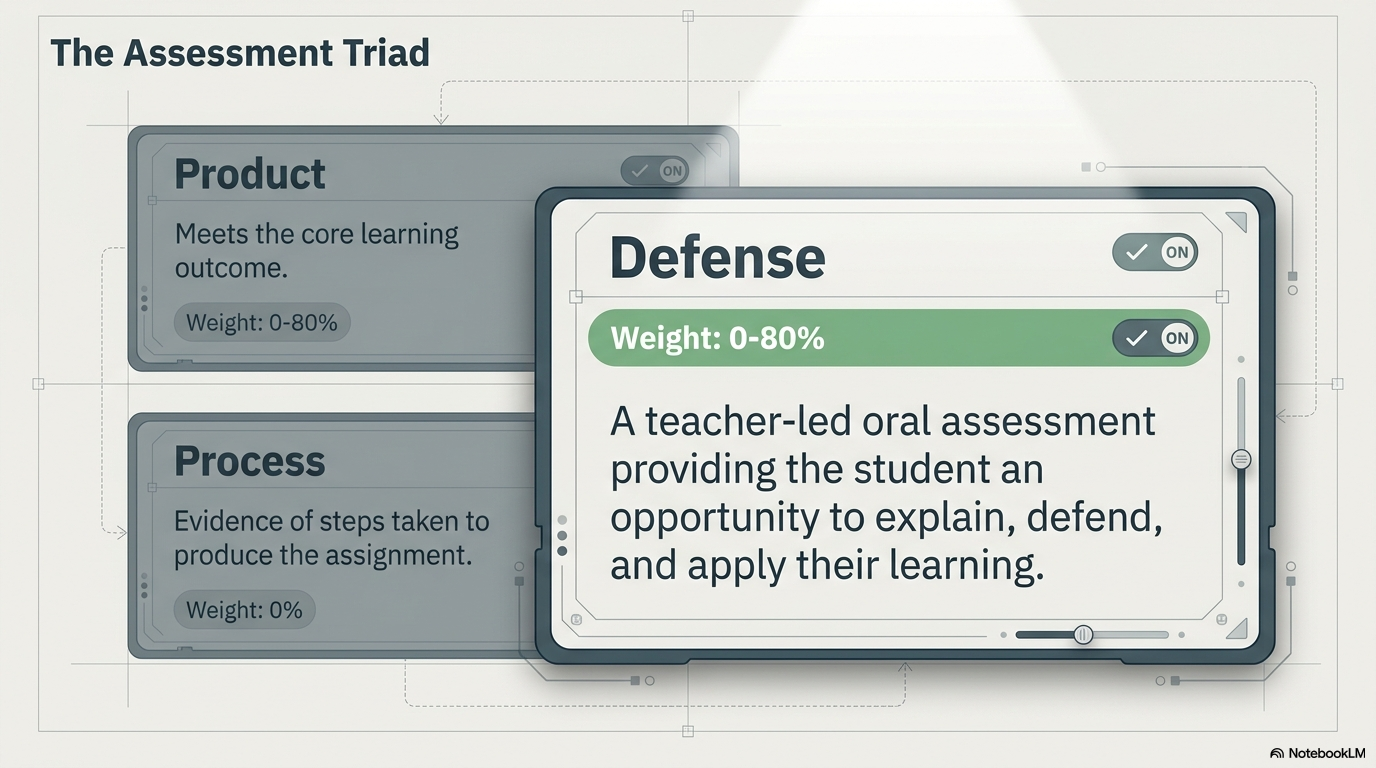 The Assessment Triad
Product
ON
Meets the core learning
outcome.
Weight: 0-80%
Process
Evidence of steps taken to
produce the assignment.
Weight: 0%
Defense
ON
Weight: 0-80%
ON
A teacher-led oral assessment
providing the student an
opportunity to explain, defend,
and apply their learning.
NotebookLM